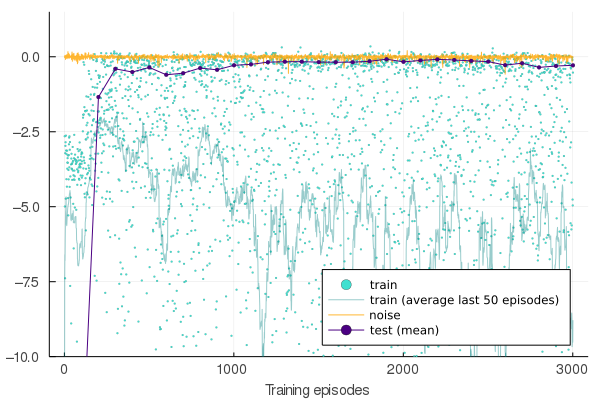 0.0
−2.5
−5.0
−7.5
−10.0
0
1000
2000
3000
Training episodes
train
train (average last 50 episodes)
noise
test (mean)